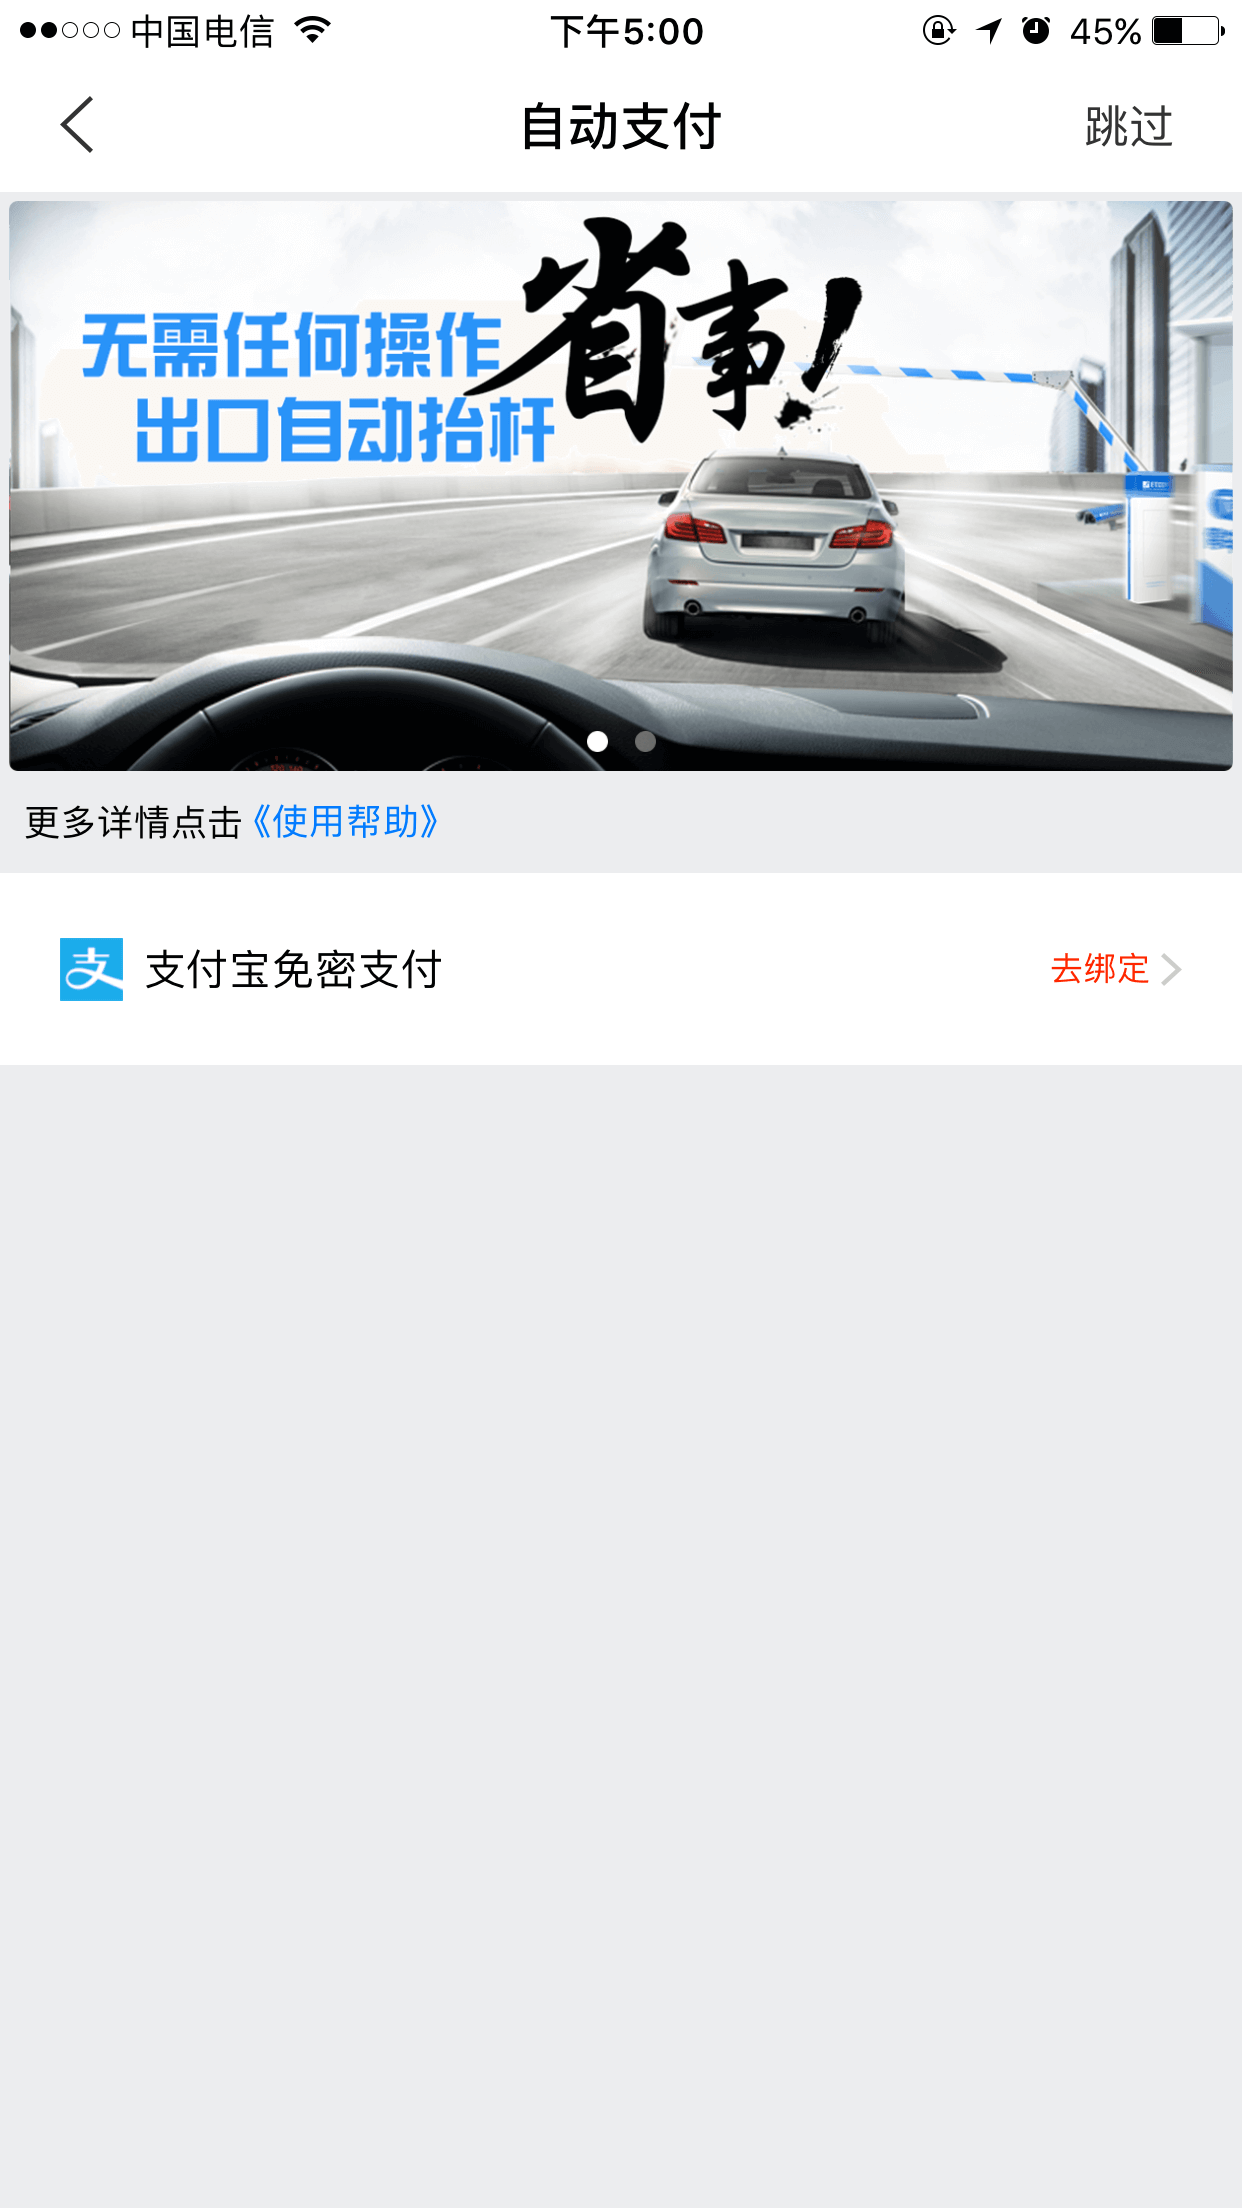 中国电信
下午5:00
45%
自动支付
跳过
省事!
无需任何操作
出口自动抬杆
更多详情点击《使用帮助》
支付宝免密支付
去绑定